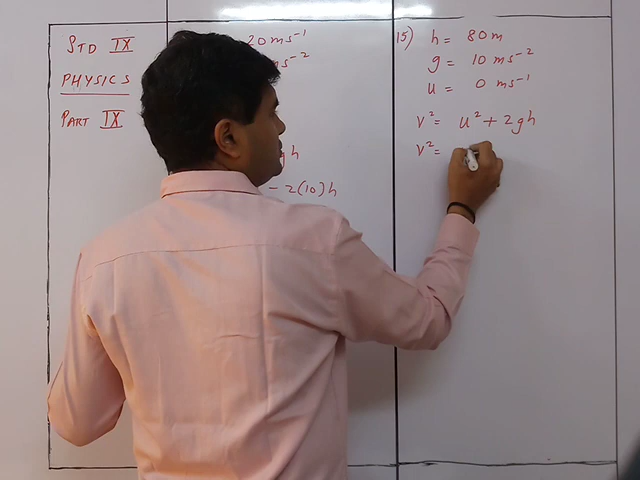 STD IX
PHYSICS
PART IX
20 ms⁻¹
ms⁻²
gh
- 2(10)h
15) h = 80 m
g = 10 ms⁻²
u = 0 ms⁻¹
v² = u² + 2gh
v² =